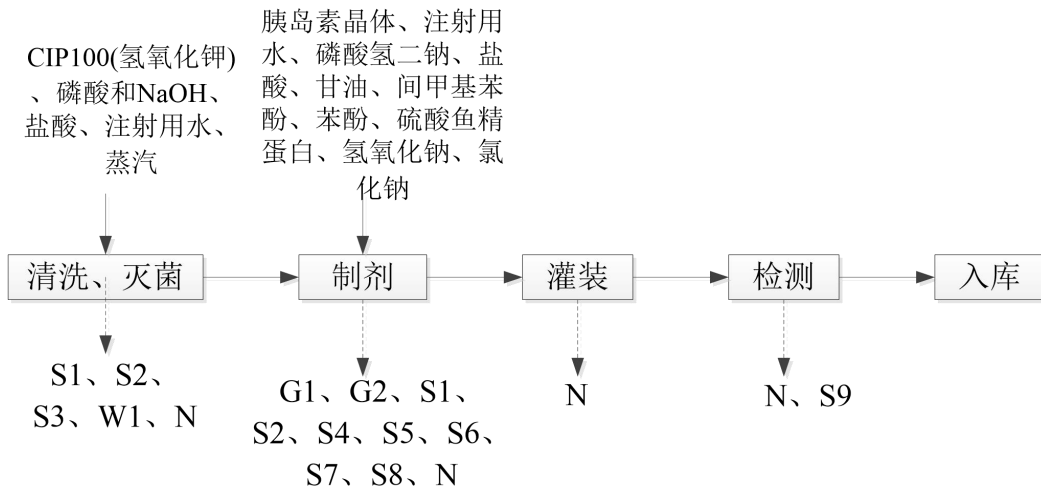 CIP100(氢氧化钾)
、磷酸和NaOH、
盐酸、注射用水、
蒸汽
胰岛素晶体、注射用
水、磷酸氢二钠、盐
酸、甘油、间甲基苯
酚、苯酚、硫酸鱼精
蛋白、氢氧化钠、氯
化钠
清洗、灭菌
制剂
灌装
检测
入库
S1、S2、
S3、W1、N
G1、G2、S1、
S2、S4、S5、S6、
S7、S8、N
N
N、S9